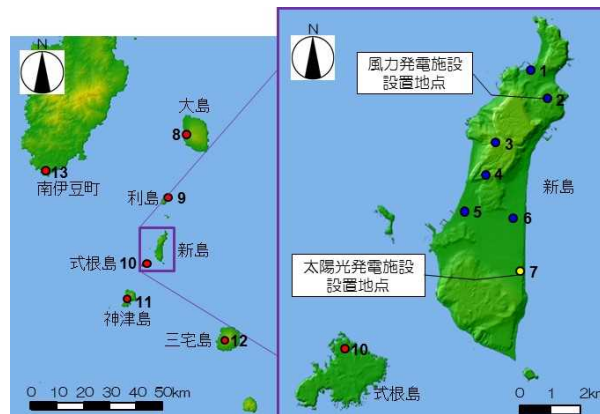 N
大島
8
13
南伊豆町
利島
9
新島
式根島
10
11
神津島
三宅島
12
0 10 20 30 40 50km
N
風力発電施設
設置地点
1
2
3
4
新島
5
6
太陽光発電施設
設置地点
7
10
式根島
0 1 2km